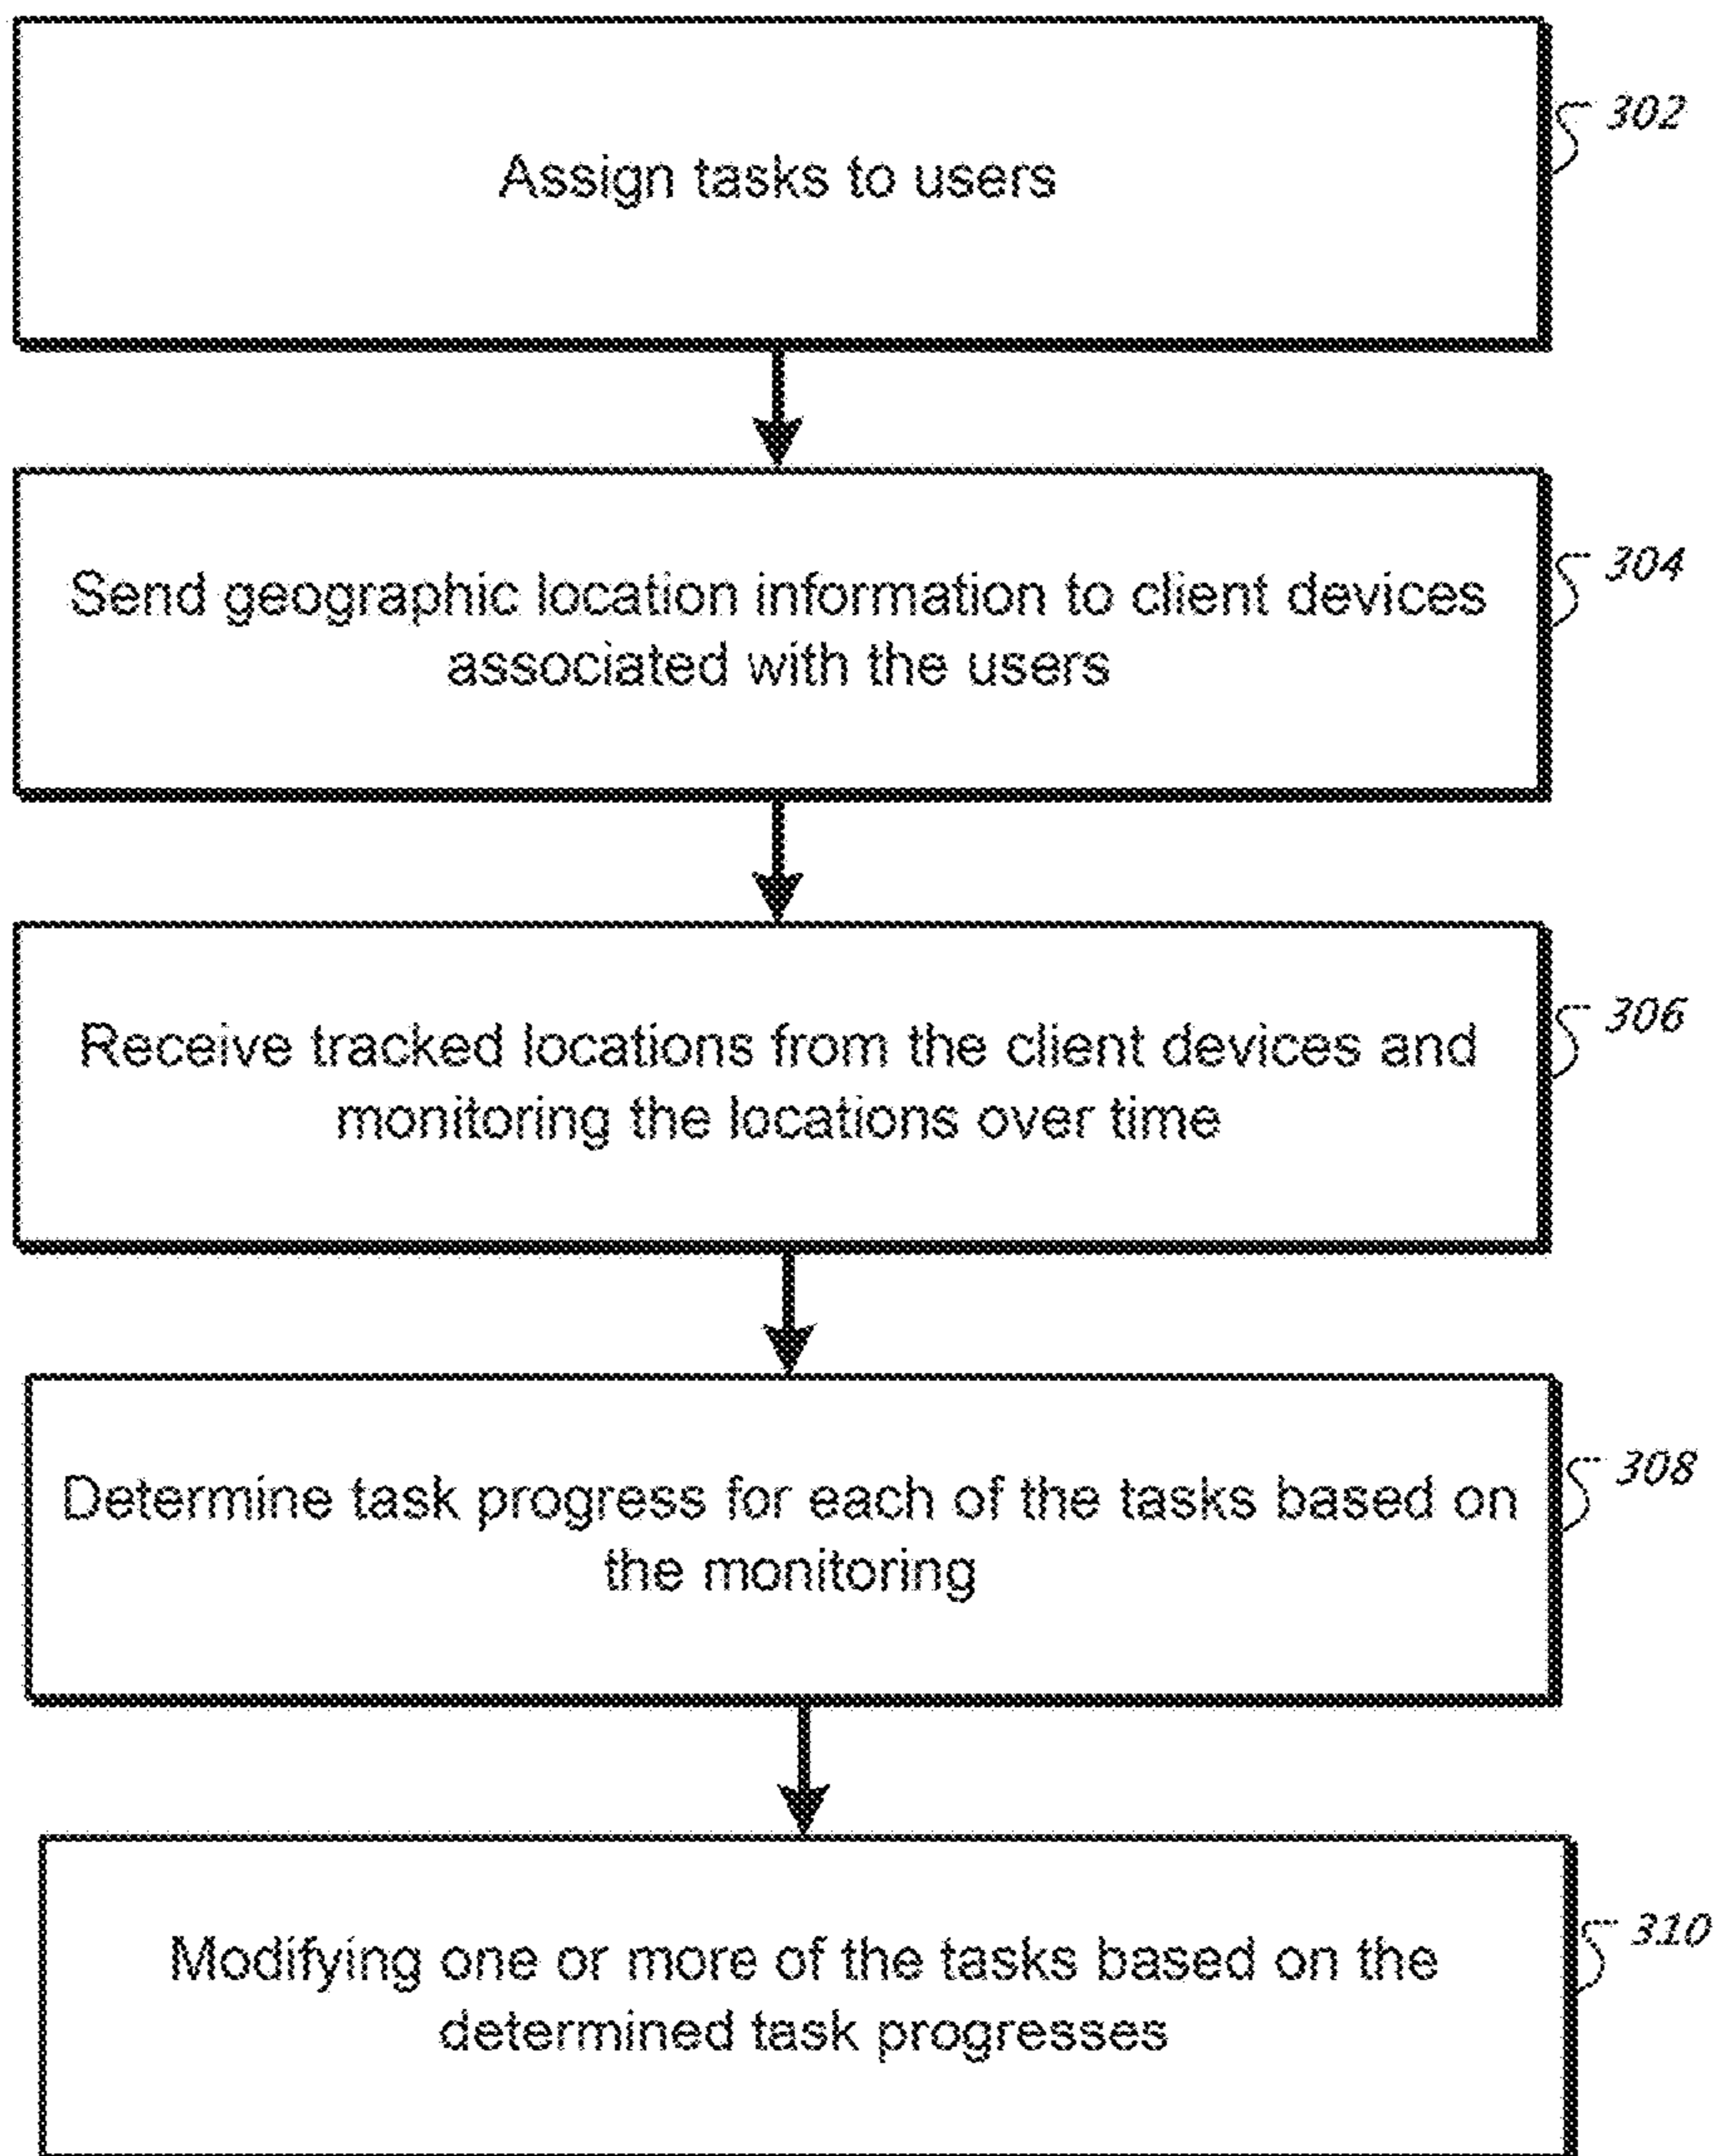 Assign tasks to users
302
Send geographic location information to client devices
associated with the users
304
Receive tracked locations from the client devices and
monitoring the locations over time
306
Determine task progress for each of the tasks based on
the monitoring
308
Modifying one or more of the tasks based on the
determined task progresses
310